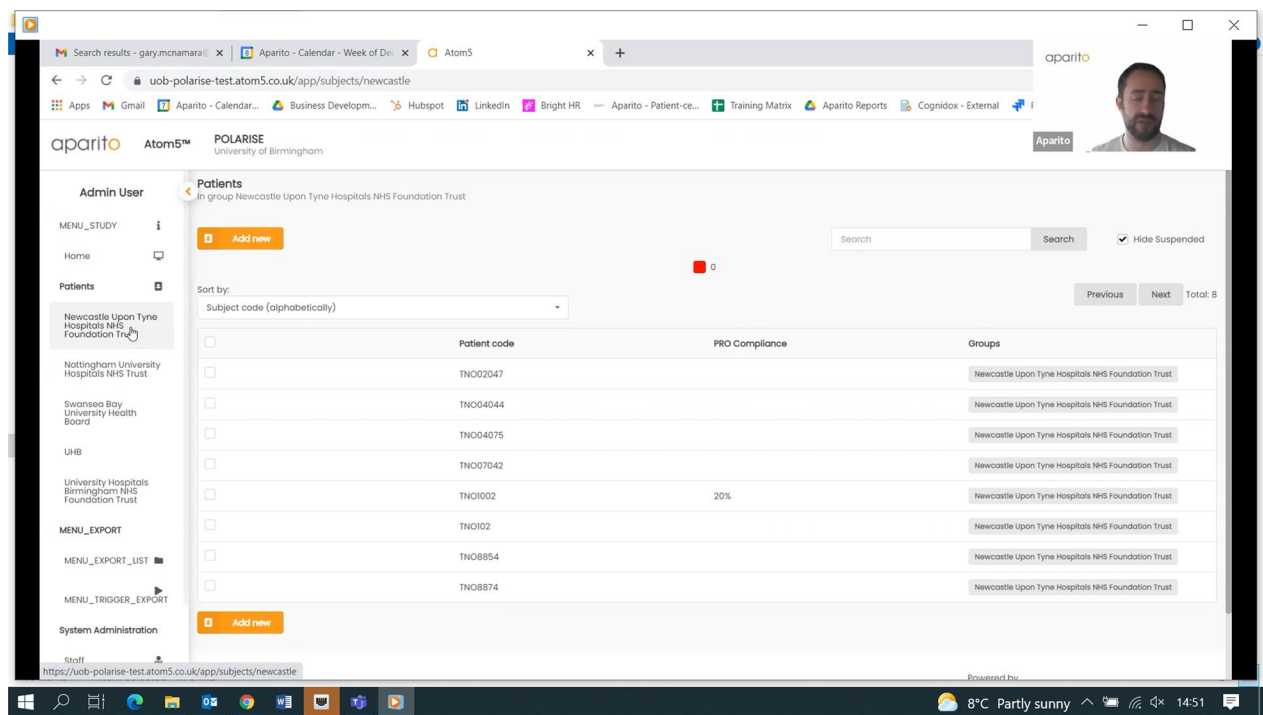 Search results - gary.mcnamara@
Aparito - Calendar - Week of De
Atom5
uob-polarise-test.atom5.co.uk/app/subjects/newcastle
Apps
Gmail
Aparito - Calendar...
Business Developm...
Hubspot
LinkedIn
Bright HR
Aparito - Patient-ce...
Training Matrix
Aparito Reports
Cognidox - External
aparito
Aparito
aparito
Atom5™
POLARISE
University of Birmingham
Admin User
MENU_STUDY
Home
Patients
Newcastle Upon Tyne
Hospitals NHS
Foundation Tru
Nottingham University
Hospitals NHS Trust
Swansea Bay
University Health
Board
UHB
University Hospitals
Birmingham NHS
Foundation Trust
MENU_EXPORT
MENU_EXPORT_LIST
MENU_TRIGGER_EXPORT
System Administration
Staff
Patients
In group Newcastle Upon Tyne Hospitals NHS Foundation Trust
Add new
Search
Search
Hide Suspended
0
Sort by:
Subject code (alphabetically)
Previous
Next
Total: 8
Patient code PRO Compliance Groups
TNO02047 Newcastle Upon Tyne Hospitals NHS Foundation Trust
TNO04044 Newcastle Upon Tyne Hospitals NHS Foundation Trust
TNO04075 Newcastle Upon Tyne Hospitals NHS Foundation Trust
TNO07042 Newcastle Upon Tyne Hospitals NHS Foundation Trust
TNO1002 20% Newcastle Upon Tyne Hospitals NHS Foundation Trust
TNO102 Newcastle Upon Tyne Hospitals NHS Foundation Trust
TNO8854 Newcastle Upon Tyne Hospitals NHS Foundation Trust
TNO8874 Newcastle Upon Tyne Hospitals NHS Foundation Trust
Add new
Powered by
https://uob-polarise-test.atom5.co.uk/app/subjects/newcastle
8°C Partly sunny
14:51